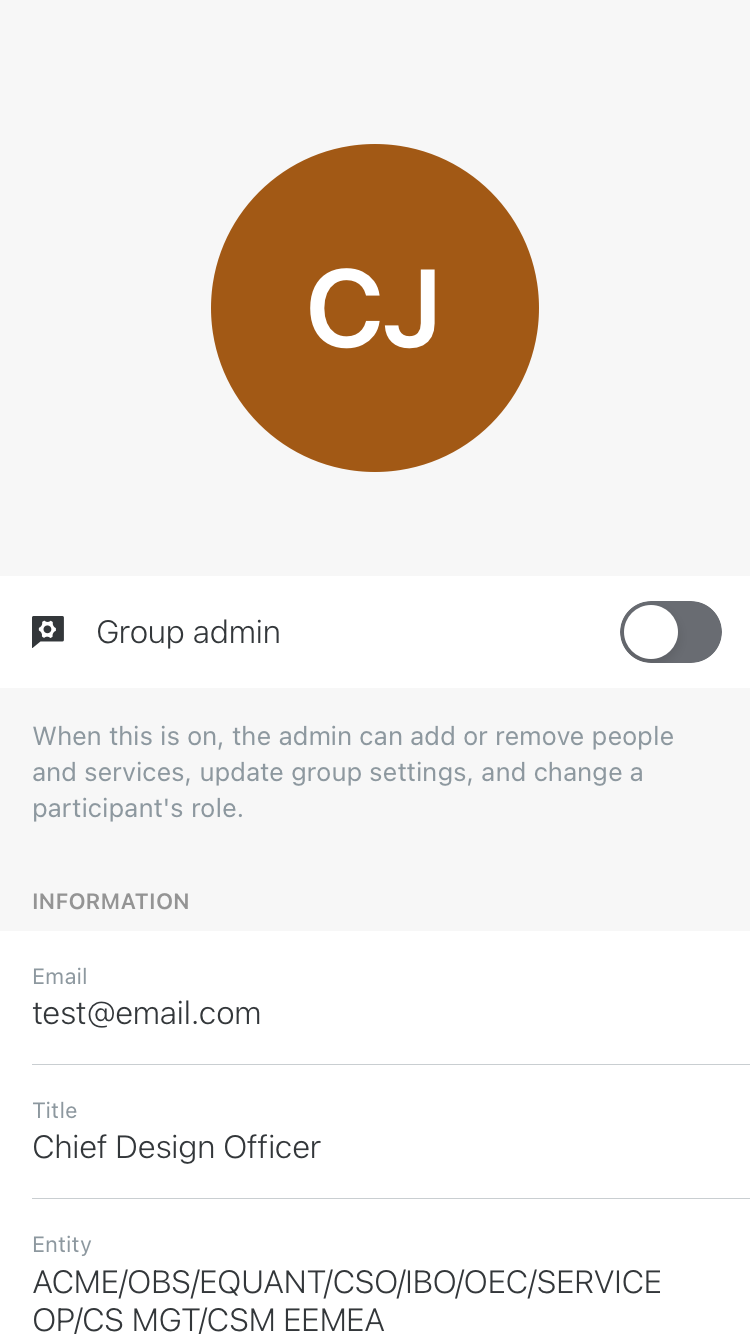 CJ
Group admin
When this is on, the admin can add or remove people
and services, update group settings, and change a
participant's role.
INFORMATION
Email
test@email.com
Title
Chief Design Officer
Entity
ACME/OBS/EQUANT/CSO/IBO/OEC/SERVICE
OP/CS MGT/CSM EEMEA